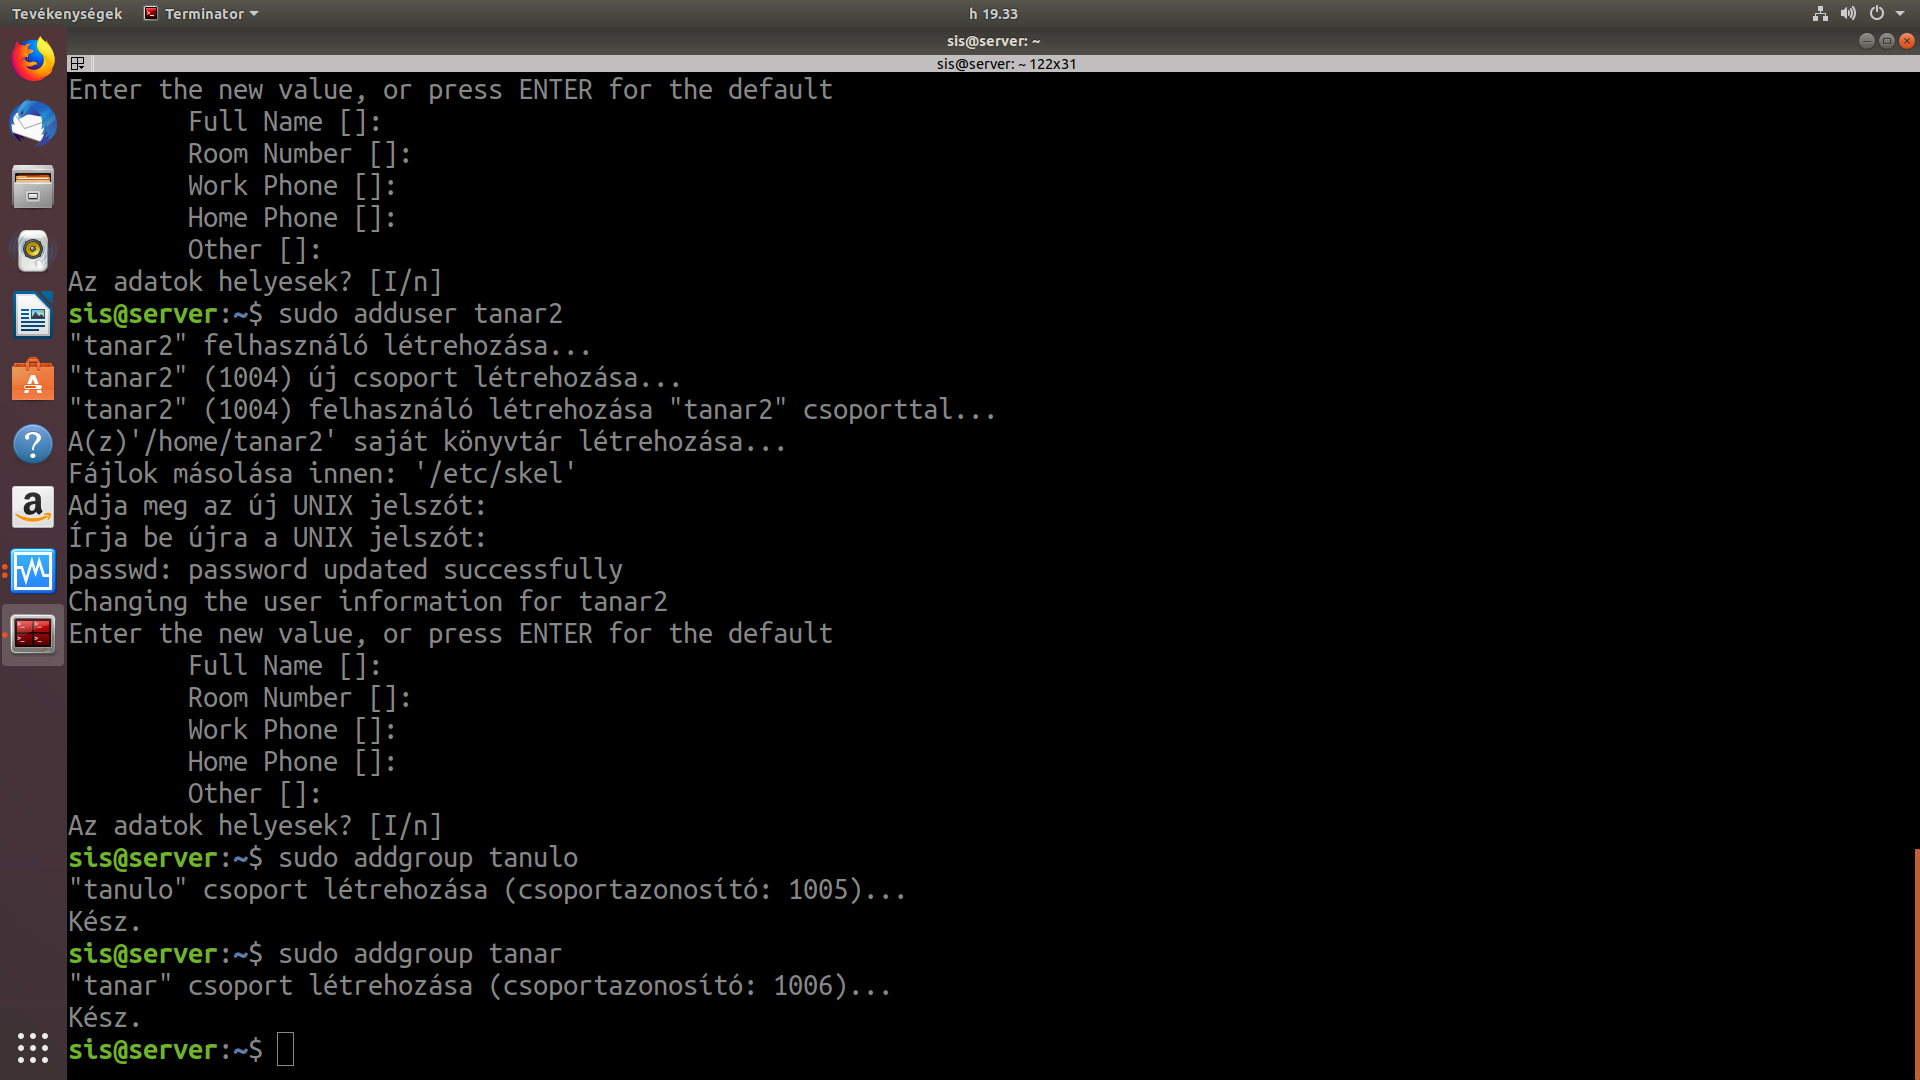 Tevékenységek Terminator h 19.33
sis@server: ~
sis@server: ~ 122x31
Enter the new value, or press ENTER for the default
Full Name []:
Room Number []:
Work Phone []:
Home Phone []:
Other []:
Az adatok helyesek? [I/n]
sis@server:~$ sudo adduser tanar2
"tanar2" felhasználó létrehozása...
"tanar2" (1004) új csoport létrehozása...
"tanar2" (1004) felhasználó létrehozása "tanar2" csoporttal...
A(z)'/home/tanar2' saját könyvtár létrehozása...
Fájlok másolása innen: '/etc/skel'
Adja meg az új UNIX jelszót:
Írja be újra a UNIX jelszót:
passwd: password updated successfully
Changing the user information for tanar2
Enter the new value, or press ENTER for the default
Full Name []:
Room Number []:
Work Phone []:
Home Phone []:
Other []:
Az adatok helyesek? [I/n]
sis@server:~$ sudo addgroup tanulo
"tanulo" csoport létrehozása (csoportazonosító: 1005)...
Kész.
sis@server:~$ sudo addgroup tanar
"tanar" csoport létrehozása (csoportazonosító: 1006)...
Kész.
sis@server:~$